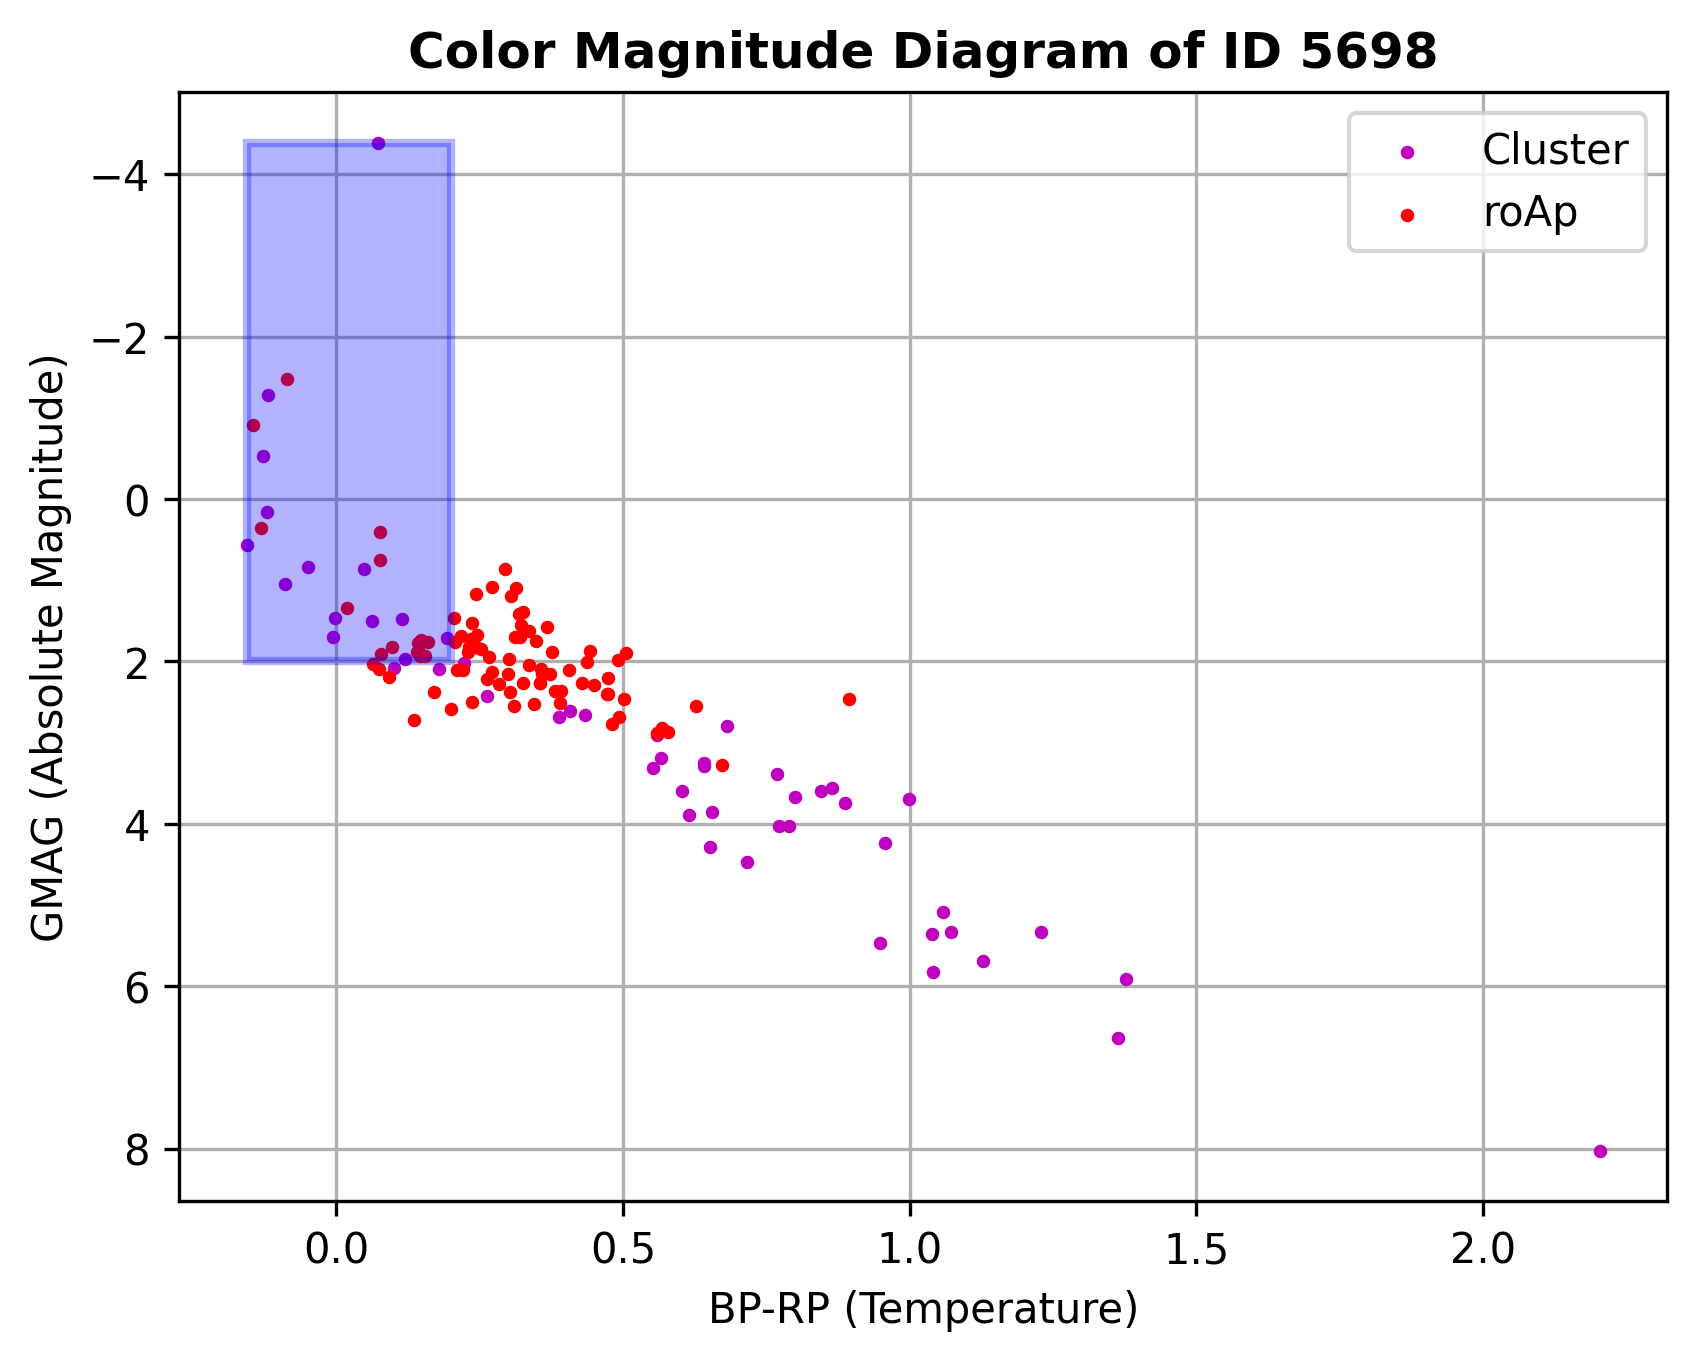 Color Magnitude Diagram of ID 5698
Cluster
roAp
GMAG (Absolute Magnitude)
−4
−2
0
2
4
6
8
0.0 0.5 1.0 1.5 2.0
BP-RP (Temperature)